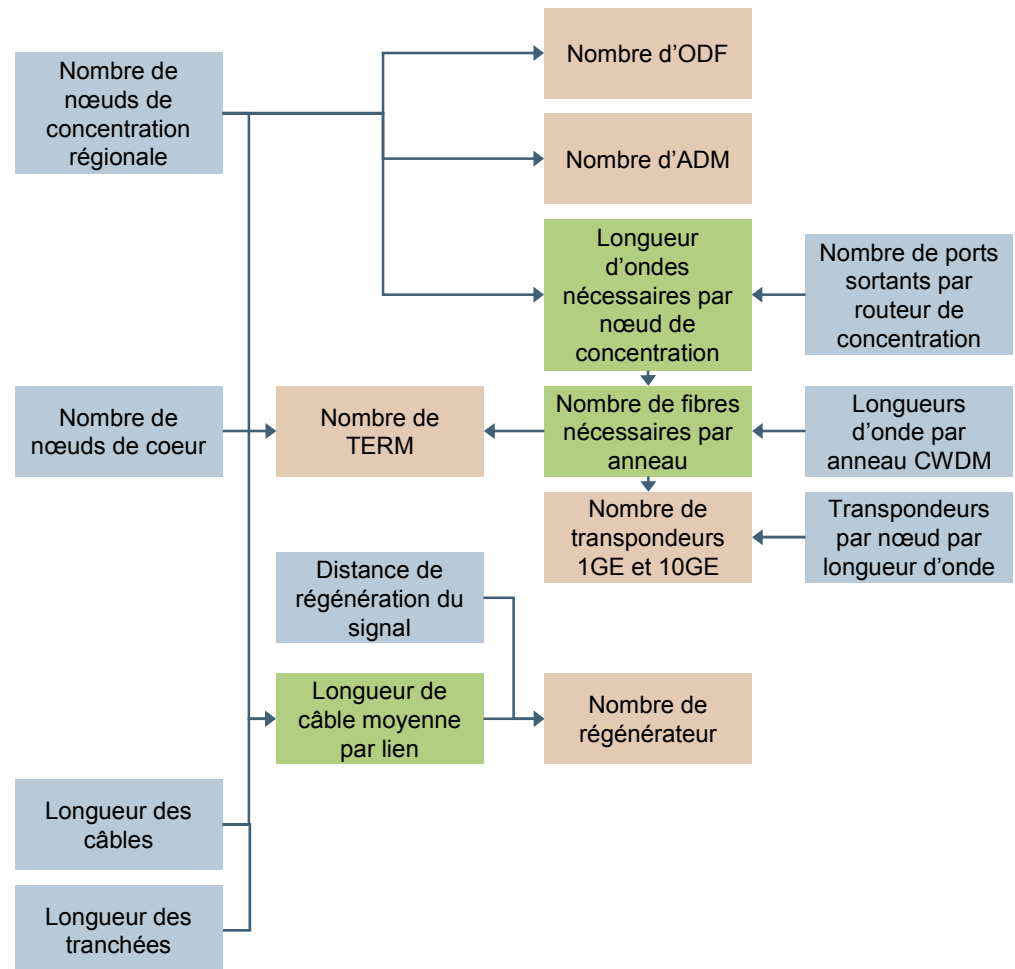 Nombre de
nœuds de
concentration
régionale
Nombre d’ODF
Nombre d’ADM
Longueur
d’ondes
nécessaires par
nœud de
concentration
Nombre de ports
sortants par
routeur de
concentration
Nombre de
nœuds de coeur
Nombre de
TERM
Nombre de fibres
nécessaires par
anneau
Longueurs
d’onde par
anneau CWDM
Nombre de
transpondeurs
1GE et 10GE
Transpondeurs
par nœud par
longueur d’onde
Distance de
régénération du
signal
Longueur de
câble moyenne
par lien
Nombre de
régénérateur
Longueur des
câbles
Longueur des
tranchées